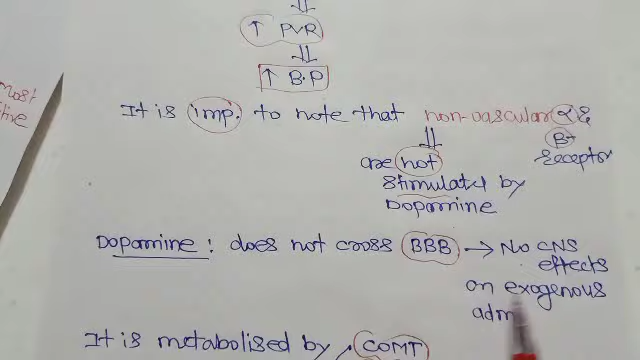 ↑ PVR
↑ B.P
most
tive
It is imp. to note that non-vascular α &
β-
are not receptor
stimulated by
Dopamine
Dopamine : does not cross BBB → No CNS
effects
on exogenous
adm
It is metabolised by COMT